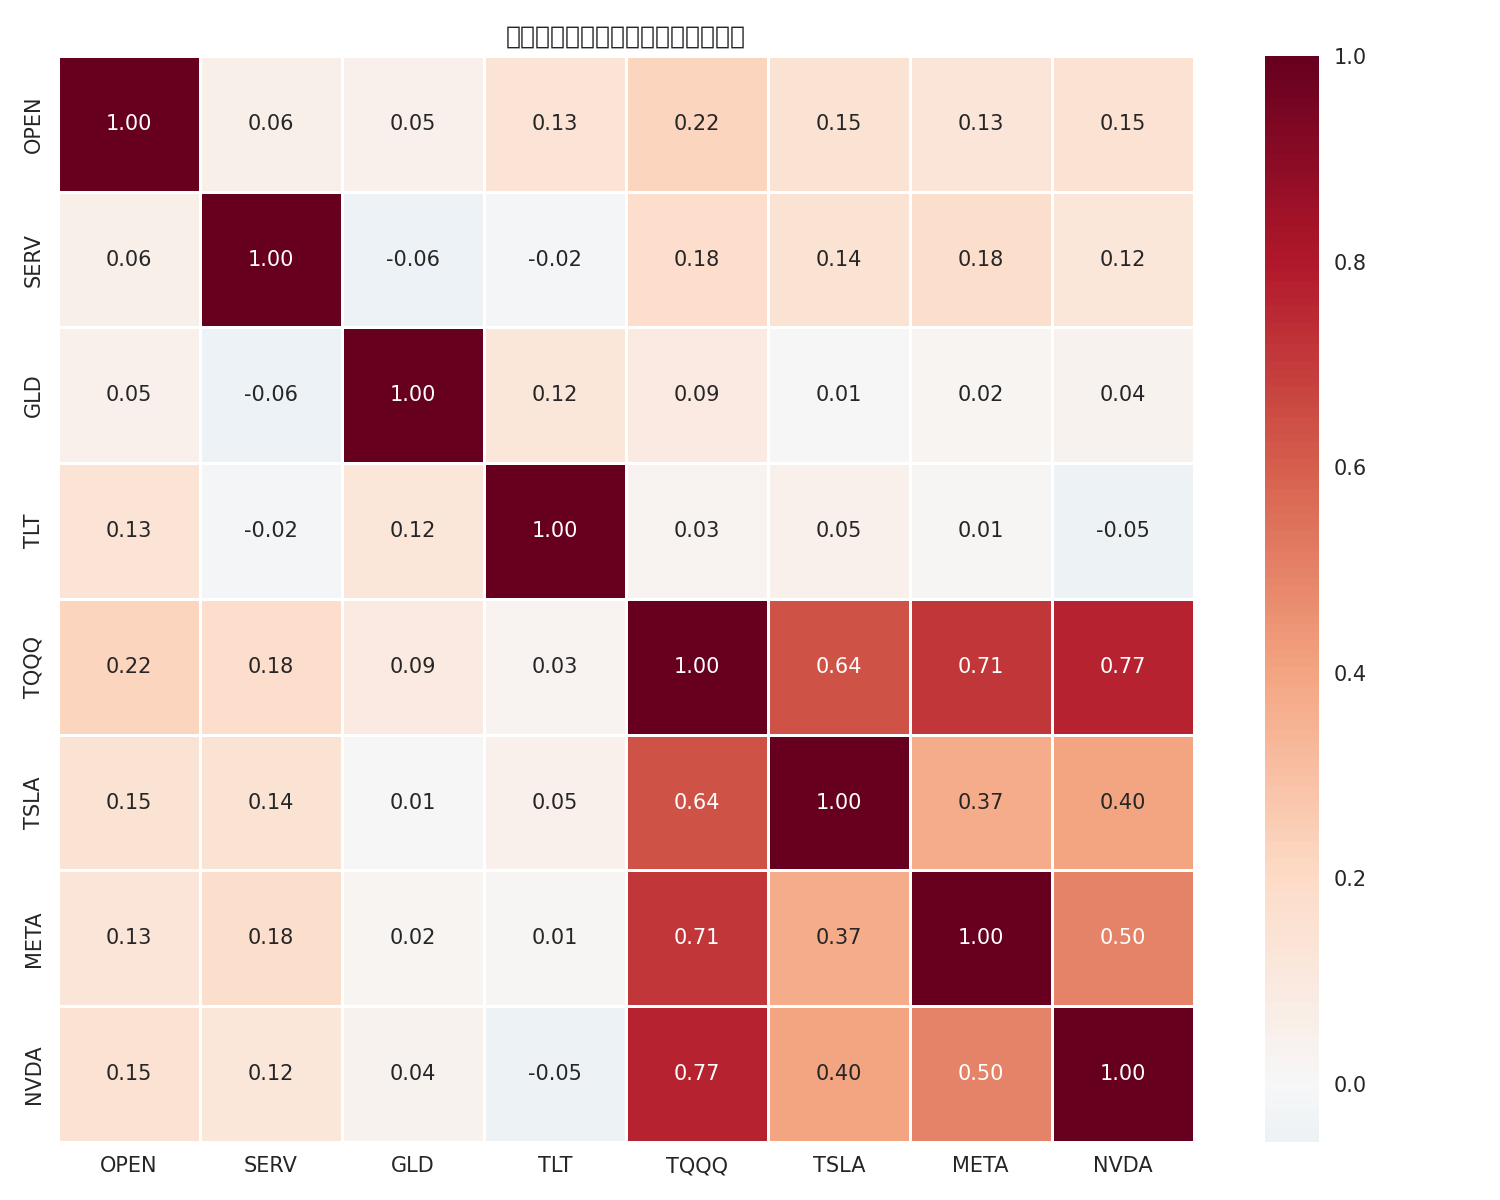 1.0
OPEN 1.00 0.06 0.05 0.13 0.22 0.15 0.13 0.15
SERV 0.06 1.00 -0.06 -0.02 0.18 0.14 0.18 0.12
0.8
GLD 0.05 -0.06 1.00 0.12 0.09 0.01 0.02 0.04
0.6
TLT 0.13 -0.02 0.12 1.00 0.03 0.05 0.01 -0.05
TQQQ 0.22 0.18 0.09 0.03 1.00 0.64 0.71 0.77
0.4
TSLA 0.15 0.14 0.01 0.05 0.64 1.00 0.37 0.40
0.2
META 0.13 0.18 0.02 0.01 0.71 0.37 1.00 0.50
NVDA 0.15 0.12 0.04 -0.05 0.77 0.40 0.50 1.00
0.0
OPEN SERV GLD TLT TQQQ TSLA META NVDA